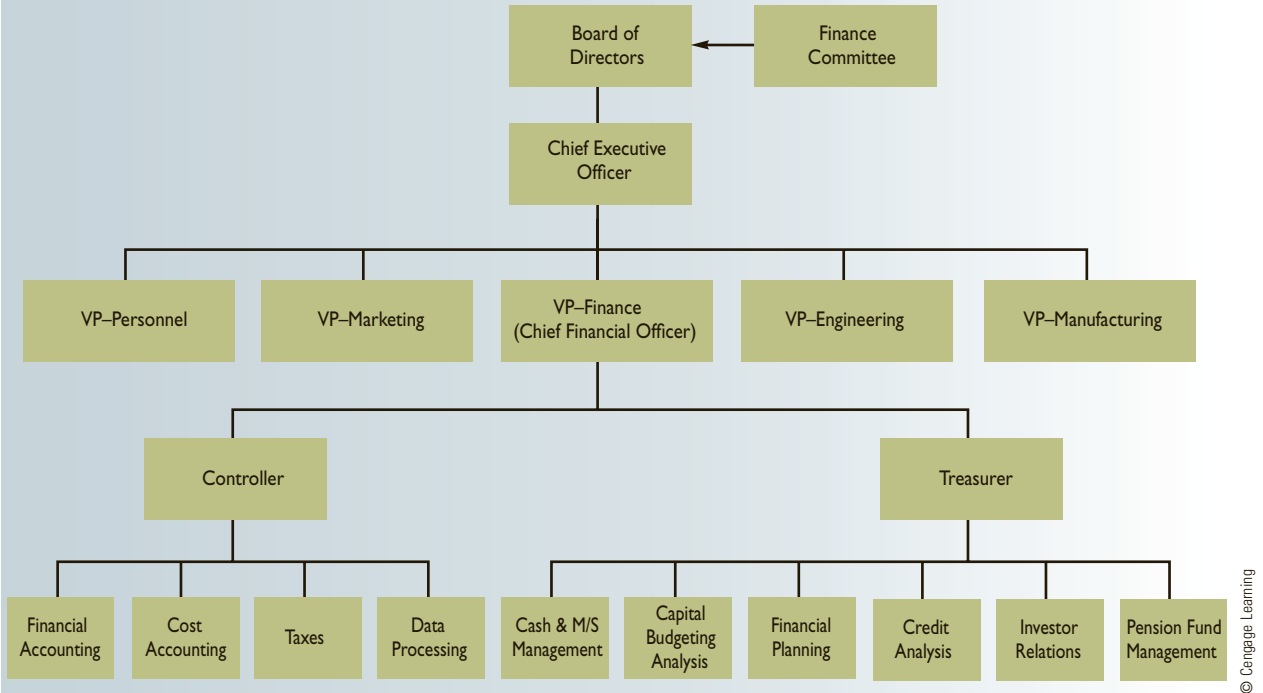 Board of
Directors
Finance
Committee
Chief Executive
Officer
VP–Personnel
VP–Marketing
VP–Finance
(Chief Financial Officer)
VP–Engineering
VP–Manufacturing
Controller
Treasurer
Financial
Accounting
Cost
Accounting
Taxes
Data
Processing
Cash & M/S
Management
Capital
Budgeting
Analysis
Financial
Planning
Credit
Analysis
Investor
Relations
Pension Fund
Management
© Cengage Learning